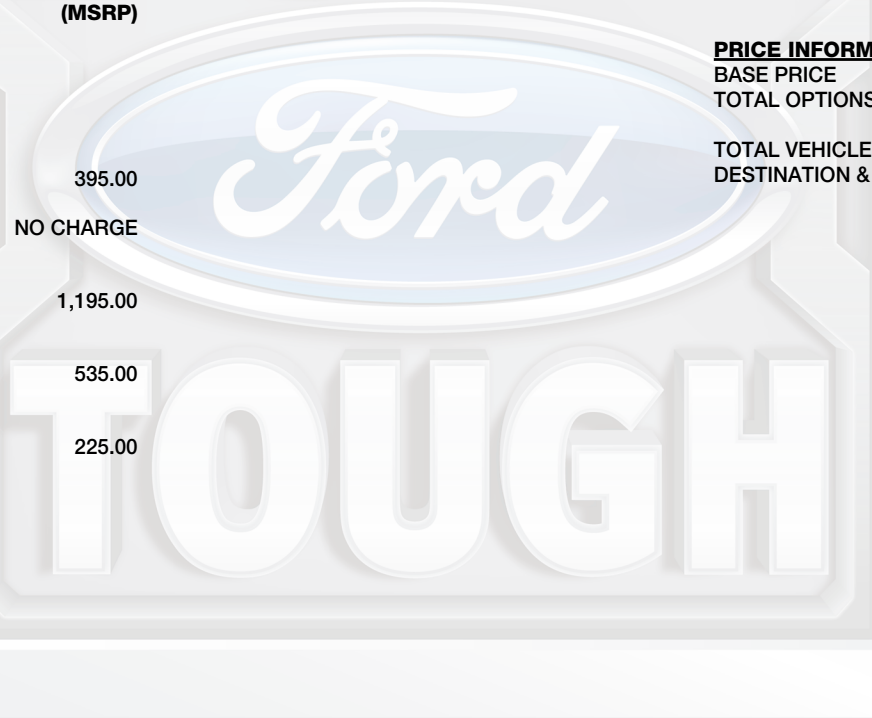 (MSRP)
395.00
NO CHARGE
1,195.00
535.00
225.00
PRICE INFORM
BASE PRICE
TOTAL OPTIONS
TOTAL VEHICLE
DESTINATION &
Ford
TOUGH